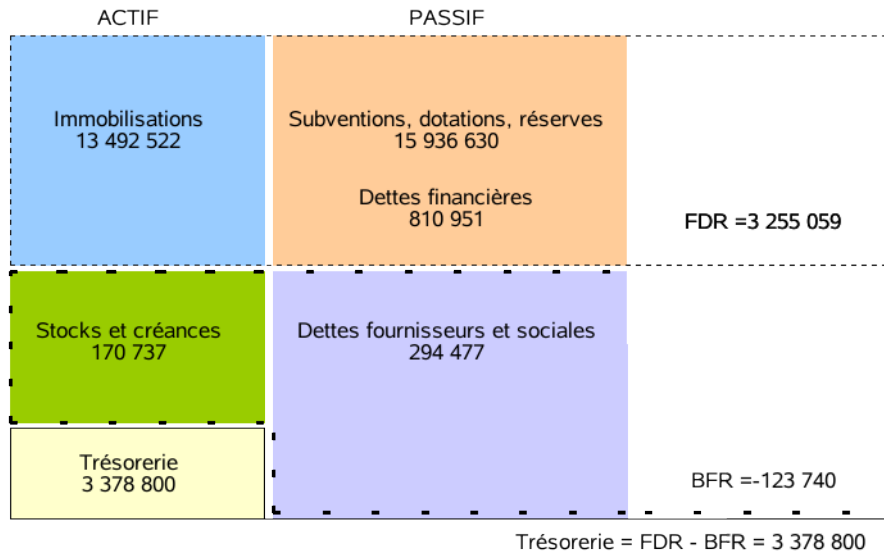 ACTIF
PASSIF
Immobilisations
13 492 522
Subventions, dotations, réserves
15 936 630
Dettes financières
810 951
FDR =3 255 059
Stocks et créances
170 737
Dettes fournisseurs et sociales
294 477
Trésorerie
3 378 800
BFR =-123 740
Trésorerie = FDR - BFR = 3 378 800